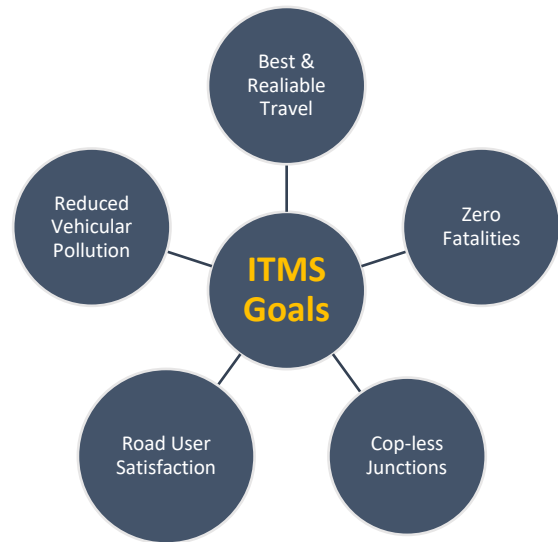 Best &
Realiable
Travel
Reduced
Vehicular
Pollution
Zero
Fatalities
ITMS
Goals
Road User
Satisfaction
Cop-less
Junctions